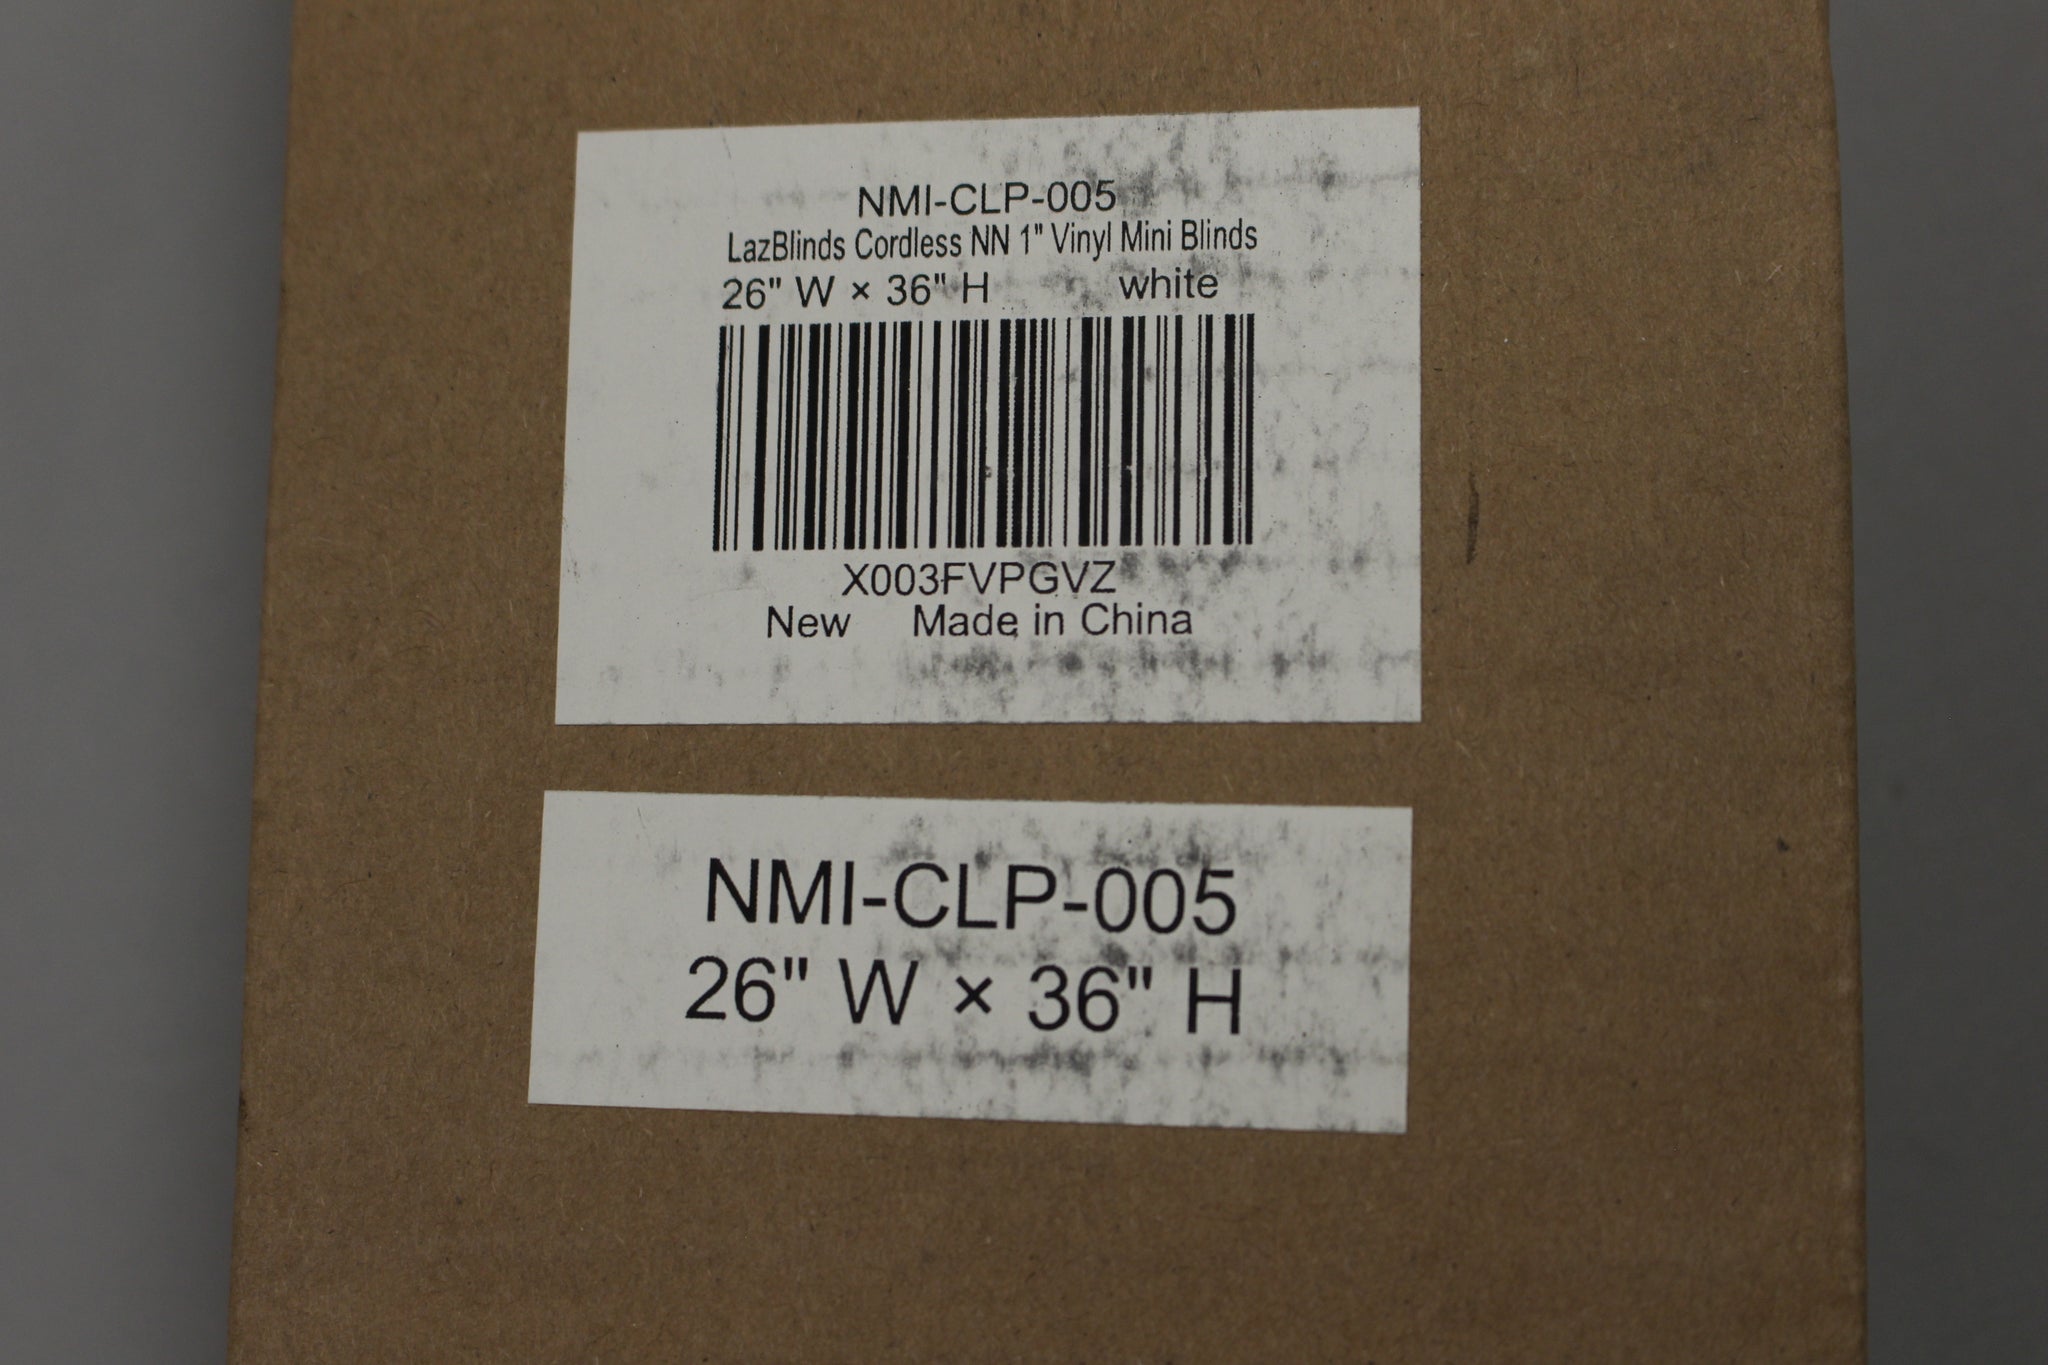 NMI-CLP-005
LazBlinds Cordless NN 1" Vinyl Mini Blinds
26" W × 36" H white
X003FVPGVZ
New Made in China
NMI-CLP-005
26" W × 36" H